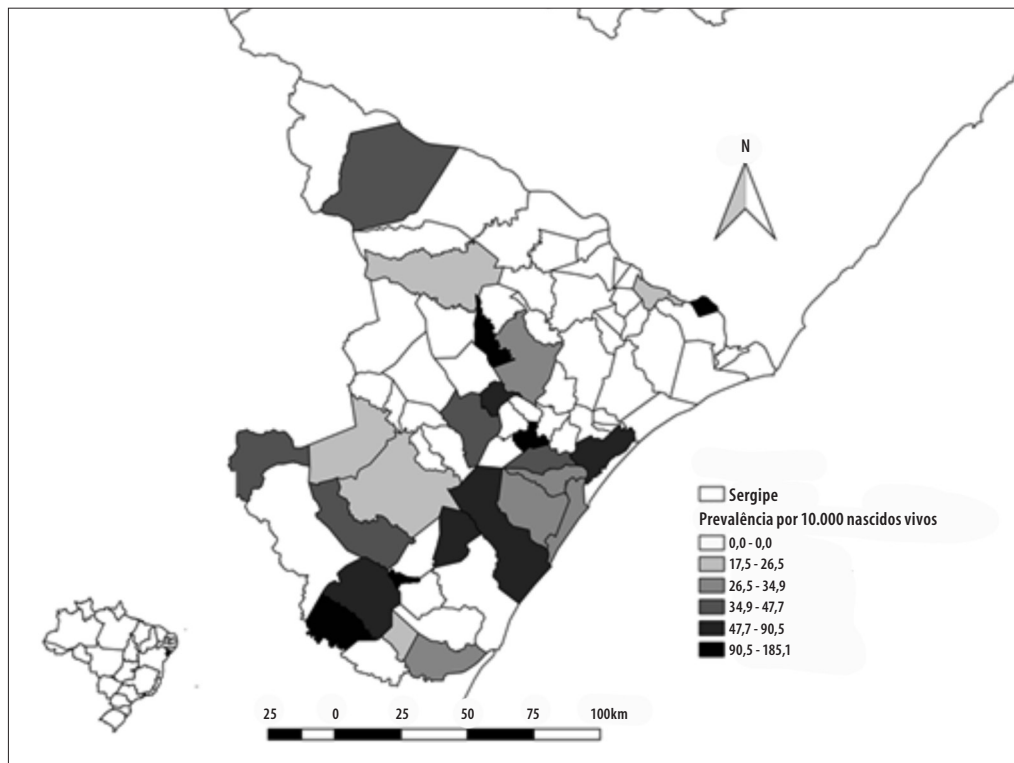 N
Sergipe
Prevalência por 10.000 nascidos vivos
0,0 - 0,0
17,5 - 26,5
26,5 - 34,9
34,9 - 47,7
47,7 - 90,5
90,5 - 185,1
25 0 25 50 75 100km